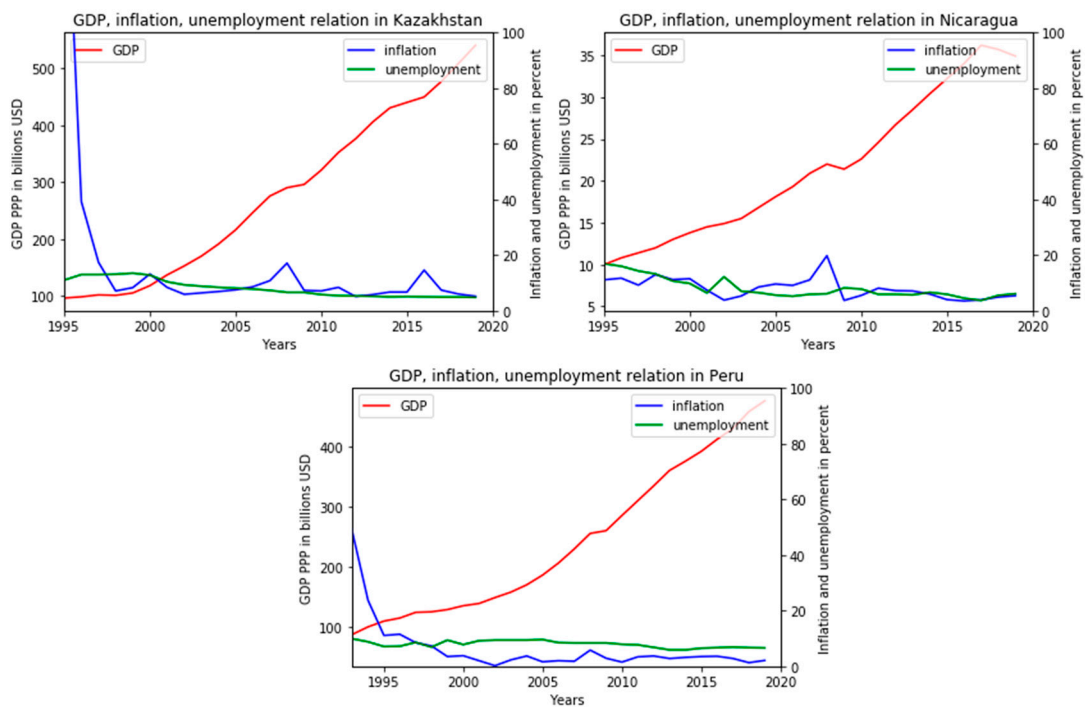 GDP, inflation, unemployment relation in Kazakhstan
GDP
inflation
unemployment
GDP PPP in billions USD
500
400
300
200
100
100
80
60
40
20
0
Inflation and unemployment in percent
1995 2000 2005 2010 2015 2020
Years
GDP, inflation, unemployment relation in Nicaragua
GDP
inflation
unemployment
GDP PPP in billions USD
35
30
25
20
15
10
5
100
80
60
40
20
0
Inflation and unemployment in percent
1995 2000 2005 2010 2015 2020
Years
GDP, inflation, unemployment relation in Peru
GDP
inflation
unemployment
GDP PPP in billions USD
400
300
200
100
100
80
60
40
20
0
Inflation and unemployment in percent
1995 2000 2005 2010 2015 2020
Years